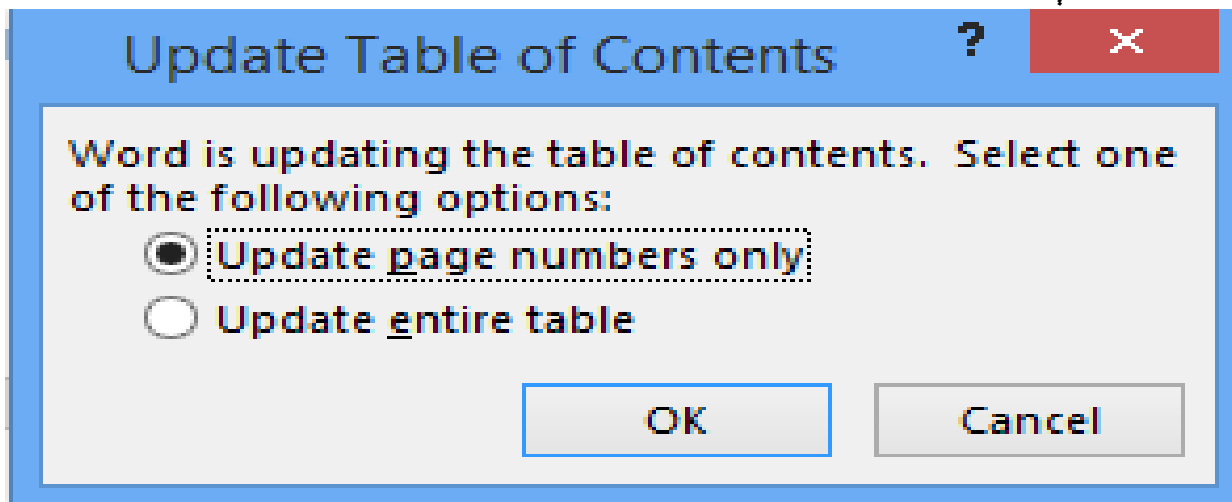 Update Table of Contents ?
Word is updating the table of contents. Select one
of the following options:
Update page numbers only
Update entire table
OK Cancel